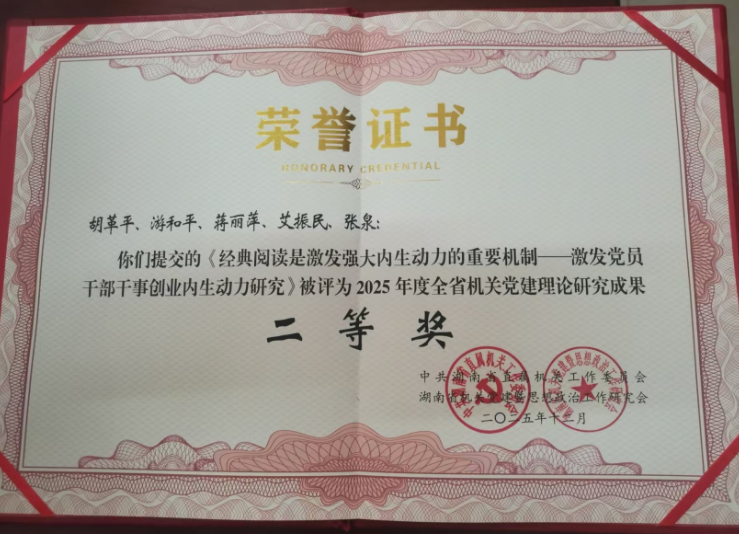 荣誉证书
HONORARY CREDENTIAL
胡革平、游和平、蒋丽萍、艾振民、张泉：
你们提交的《经典阅读是激发强大内生动力的重要机制——激发党员
干部干事创业内生动力研究》被评为2025年度全省机关党建理论研究成果
二等奖
中共湖南省直属机关工作委员会
湖南省机关党建暨思想政治工作研究会
二〇二五年十二月